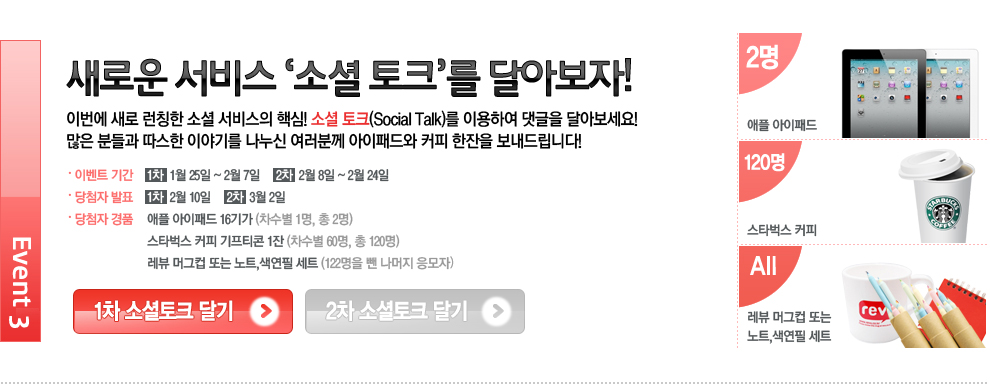 Event 3
새로운 서비스 ‘소셜 토크’를 달아보자!
이번에 새로 런칭한 소셜 서비스의 핵심! 소셜 토크(Social Talk)를 이용하여 댓글을 달아보세요!
많은 분들과 따스한 이야기를 나누신 여러분께 아이패드와 커피 한잔을 보내드립니다!
· 이벤트 기간 1차 1월 25일 ~ 2월 7일 2차 2월 8일 ~ 2월 24일
· 당첨자 발표 1차 2월 10일 2차 3월 2일
· 당첨자 경품 애플 아이패드 16기가 (차수별 1명, 총 2명)
스타벅스 커피 기프티콘 1잔 (차수별 60명, 총 120명)
레뷰 머그컵 또는 노트,색연필 세트 (122명을 뺀 나머지 응모자)
1차 소셜토크 달기
2차 소셜토크 달기
2명
애플 아이패드
120명
스타벅스 커피
STARBUCKS
COFFEE
All
레뷰 머그컵 또는
노트,색연필 세트
rev